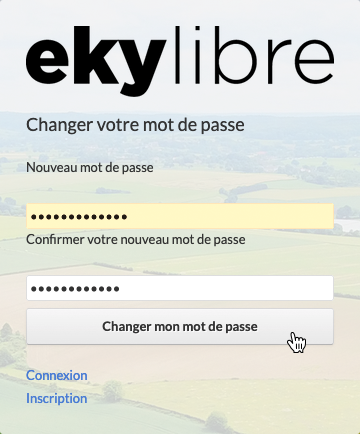 ekylibre
Changer votre mot de passe
Nouveau mot de passe
•••••••••••••
Confirmer votre nouveau mot de passe
••••••••••••
Changer mon mot de passe
Connexion
Inscription